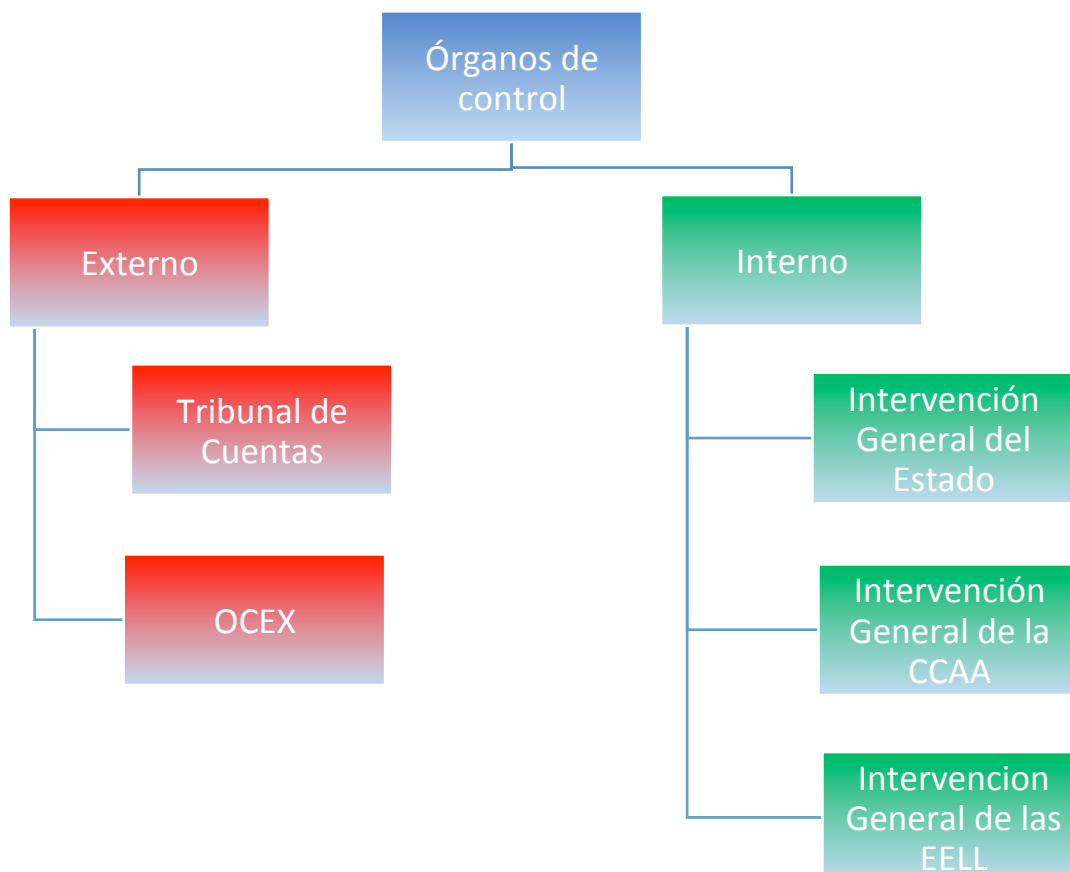 Órganos de
control
Externo
Interno
Tribunal de
Cuentas
OCEX
Intervención
General del
Estado
Intervención
General de la
CCAA
Intervencion
General de las
EELL